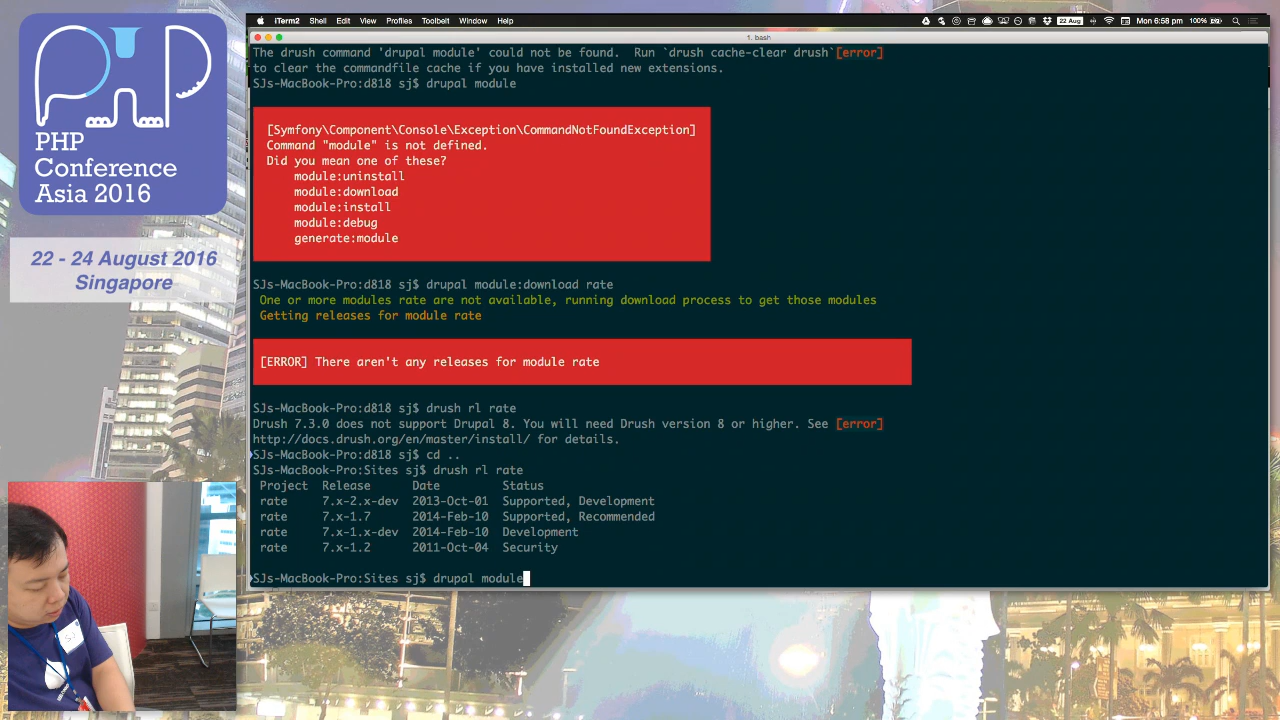 iTerm2 Shell Edit View Profiles Toolbelt Window Help
22 Aug Mon 6:58 pm 100%
1. bash
The drush command 'drupal module' could not be found. Run `drush cache-clear drush` [error]
to clear the commandfile cache if you have installed new extensions.
SJs-MacBook-Pro:d818 sj$ drupal module
[Symfony\Component\Console\Exception\CommandNotFoundException]
Command "module" is not defined.
Did you mean one of these?
module:uninstall
module:download
module:install
module:debug
generate:module
SJs-MacBook-Pro:d818 sj$ drupal module:download rate
One or more modules rate are not available, running download process to get those modules
Getting releases for module rate
[ERROR] There aren't any releases for module rate
SJs-MacBook-Pro:d818 sj$ drush rl rate
Drush 7.3.0 does not support Drupal 8. You will need Drush version 8 or higher. See [error]
http://docs.drush.org/en/master/install/ for details.
SJs-MacBook-Pro:d818 sj$ cd ..
SJs-MacBook-Pro:Sites sj$ drush rl rate
Project Release Date Status
rate 7.x-2.x-dev 2013-Oct-01 Supported, Development
rate 7.x-1.7 2014-Feb-10 Supported, Recommended
rate 7.x-1.x-dev 2014-Feb-10 Development
rate 7.x-1.2 2011-Oct-04 Security
SJs-MacBook-Pro:Sites sj$ drupal module
php
PHP
Conference
Asia 2016
22 - 24 August 2016
Singapore
SJ